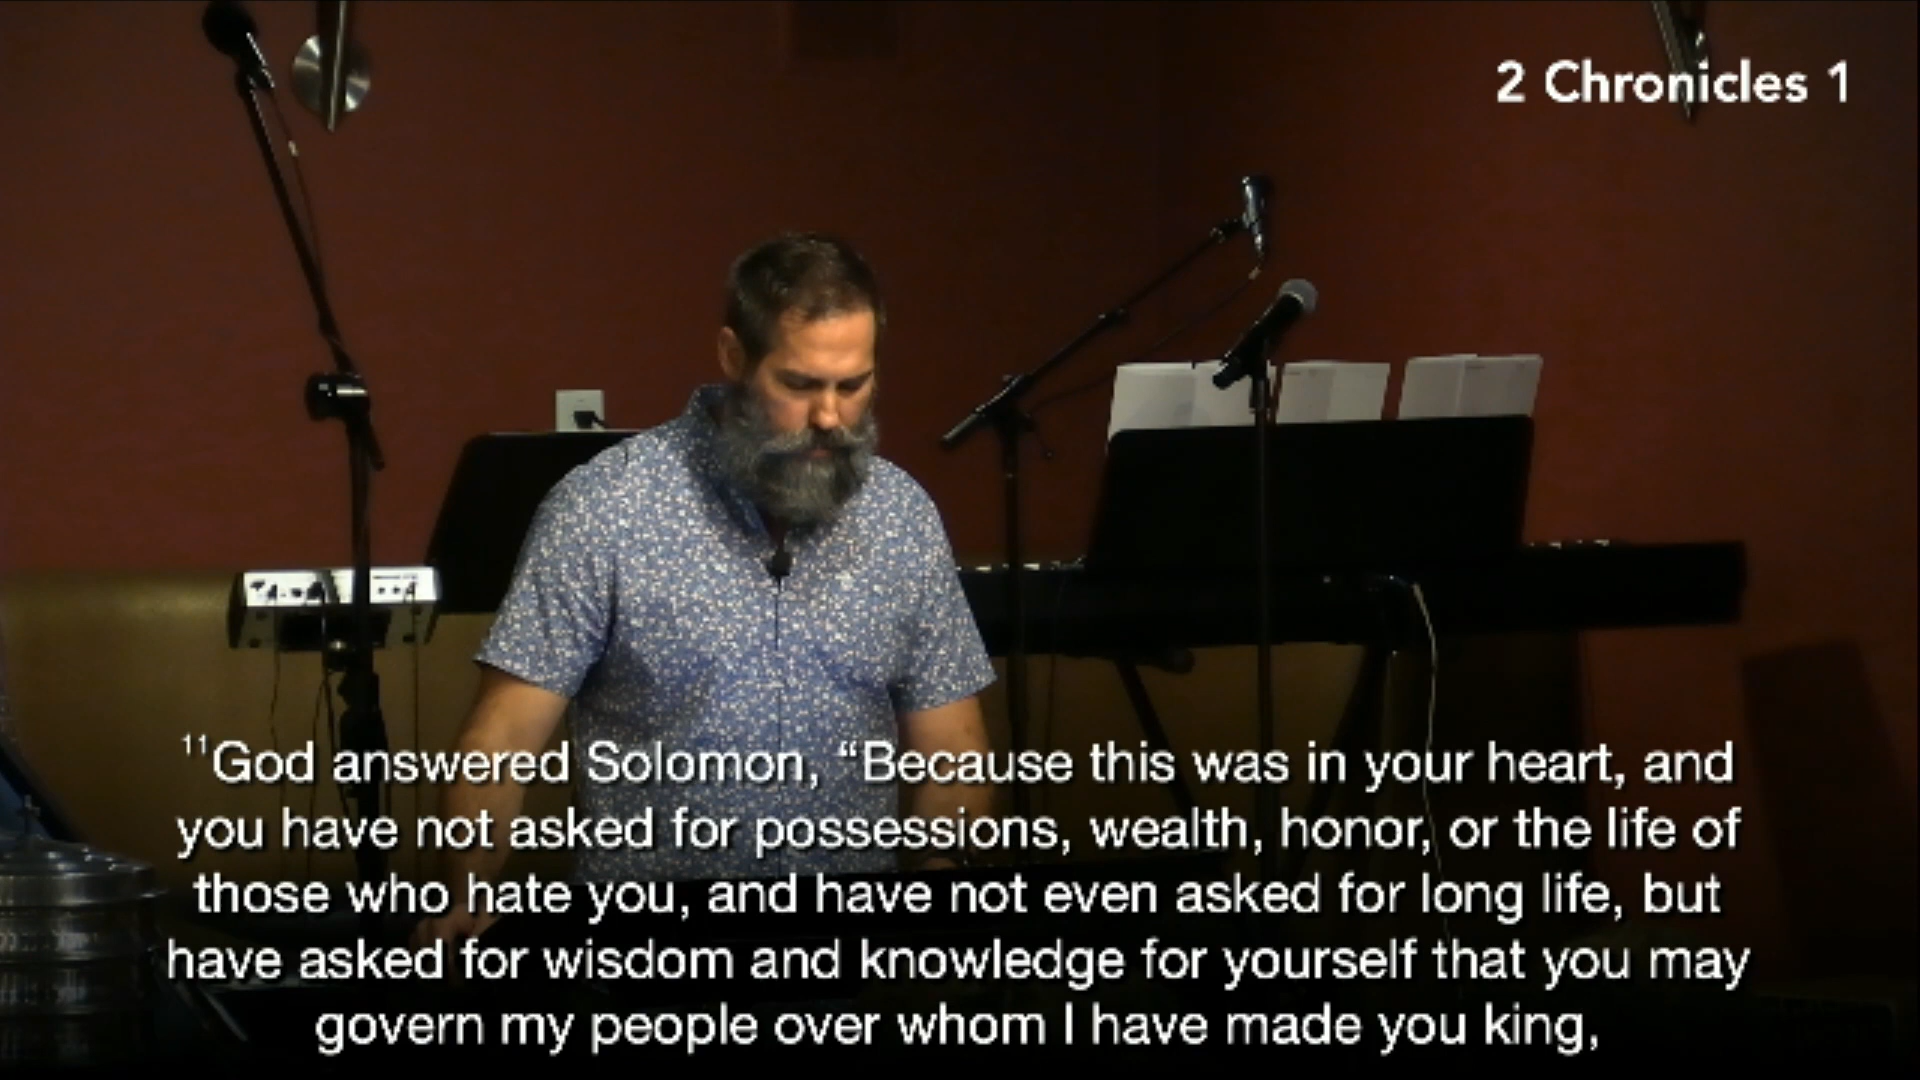 2 Chronicles 1
¹¹God answered Solomon, “Because this was in your heart, and
you have not asked for possessions, wealth, honor, or the life of
those who hate you, and have not even asked for long life, but
have asked for wisdom and knowledge for yourself that you may
govern my people over whom I have made you king,